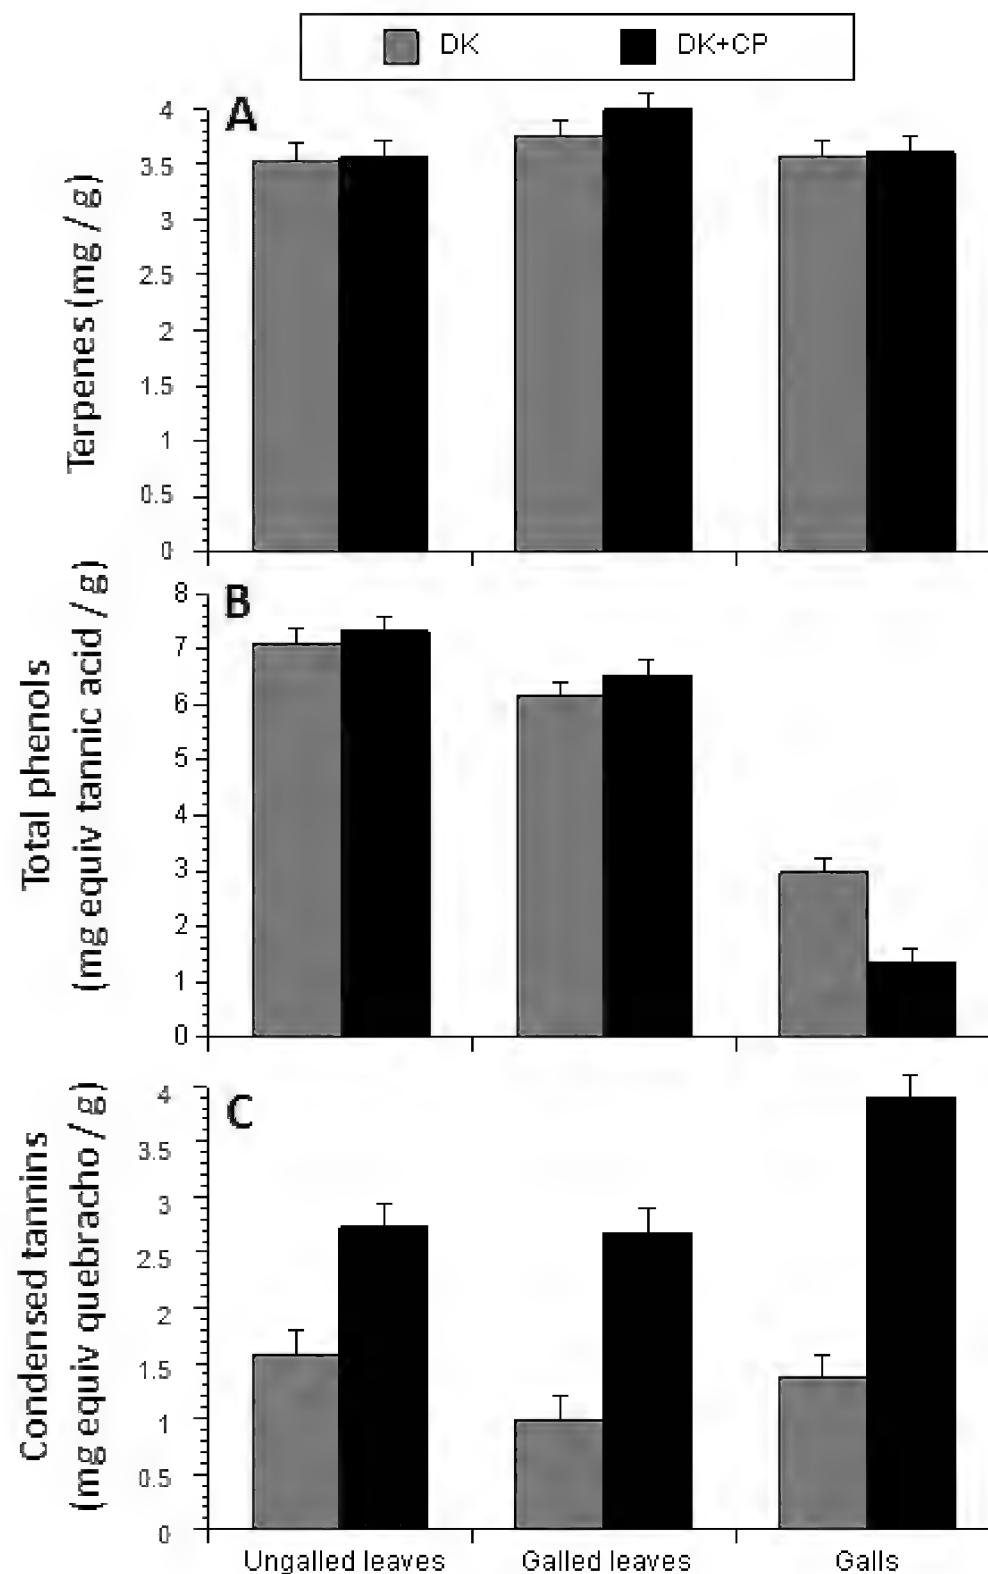 DK DK+CP
A
Terpenes (mg / g)
4
3.5
3
2.5
2
1.5
1
0.5
0
B
Total phenols
(mg equiv tannic acid / g)
8
7
6
5
4
3
2
1
0
C
Condensed tannins
(mg equiv quebracho / g)
4
3.5
3
2.5
2
1.5
1
0.5
0
Ungalled leaves Galled leaves Galls